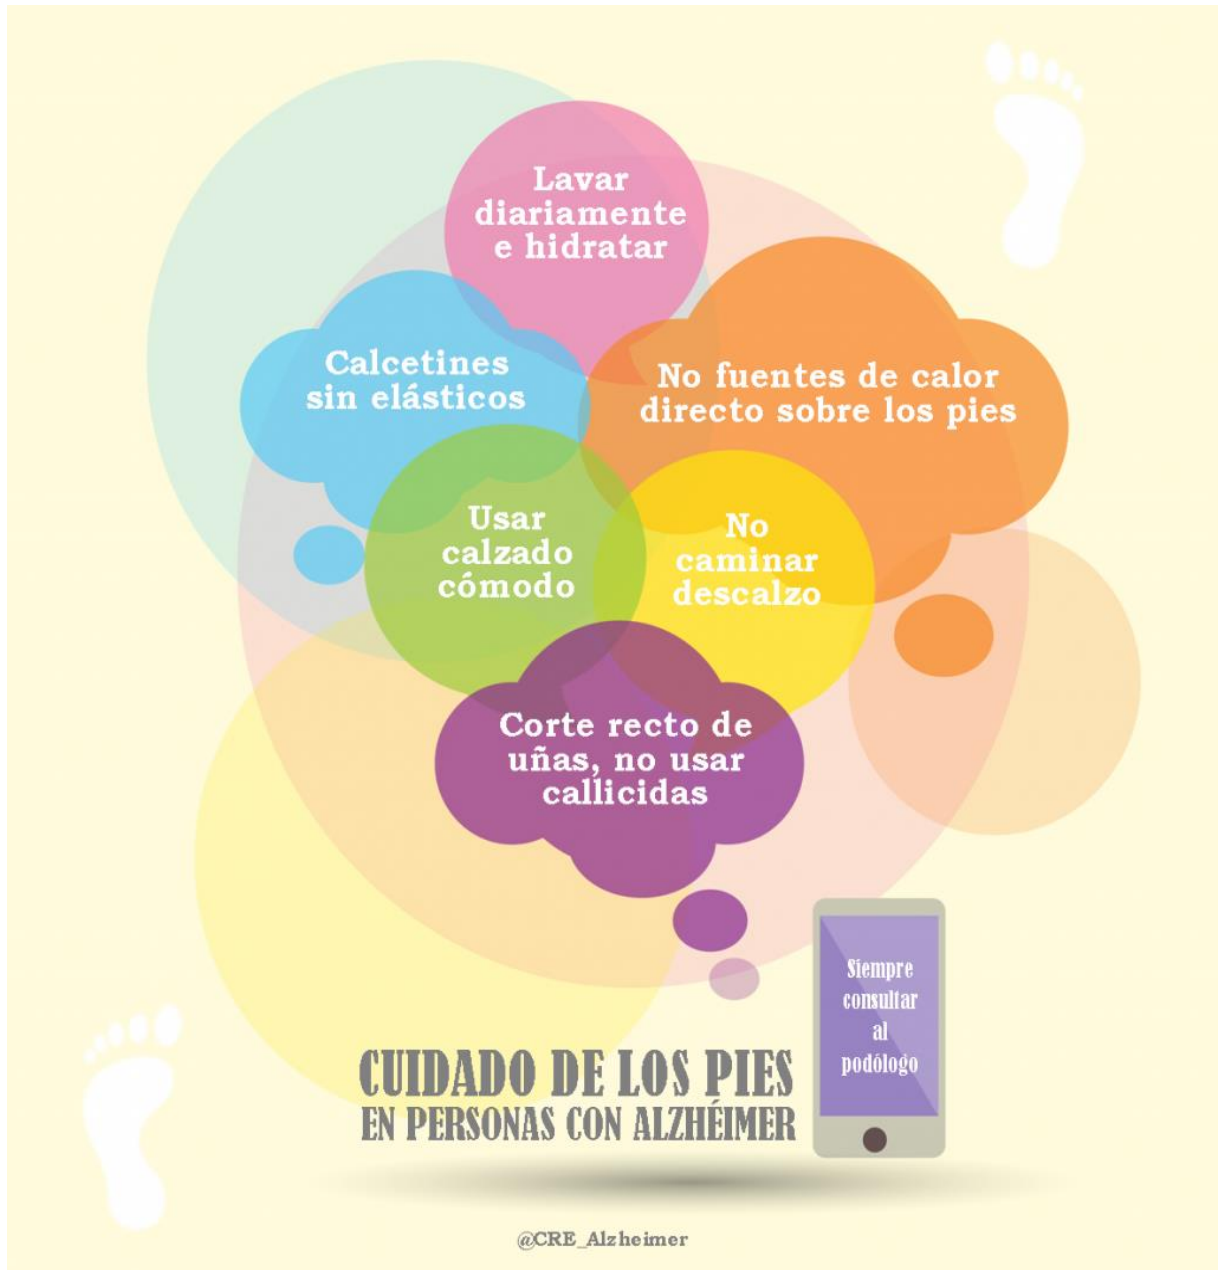 Lavar
diariamente
e hidratar
Calcetines
sin elásticos
No fuentes de calor
directo sobre los pies
Usar
calzado
cómodo
No
caminar
descalzo
Corte recto de
uñas, no usar
callicidas
Siempre
consultar
al
podólogo
CUIDADO DE LOS PIES
EN PERSONAS CON ALZHÉIMER
@CRE_Alzheimer